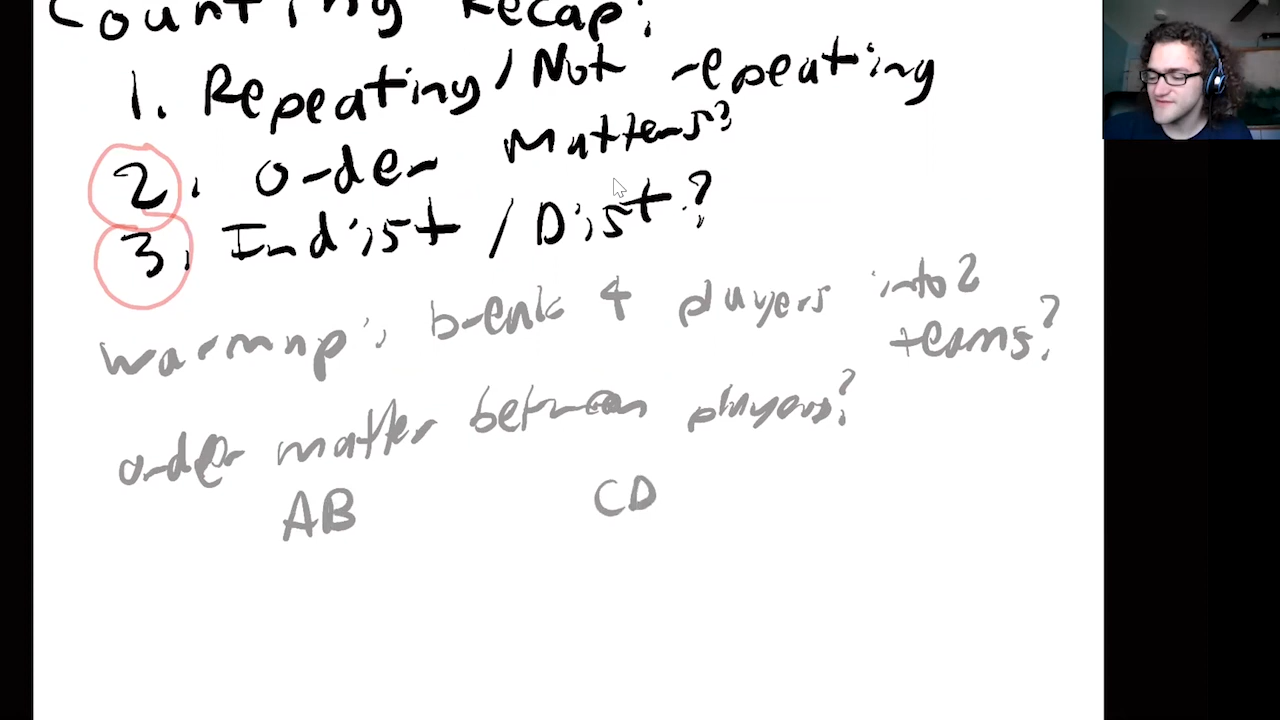 Counting Recap:
1. Repeating / Not repeating
2. Order Matters?
3. Indist / Dist?
warmup: break 4 players into 2
teams?
order matter between players?
AB CD